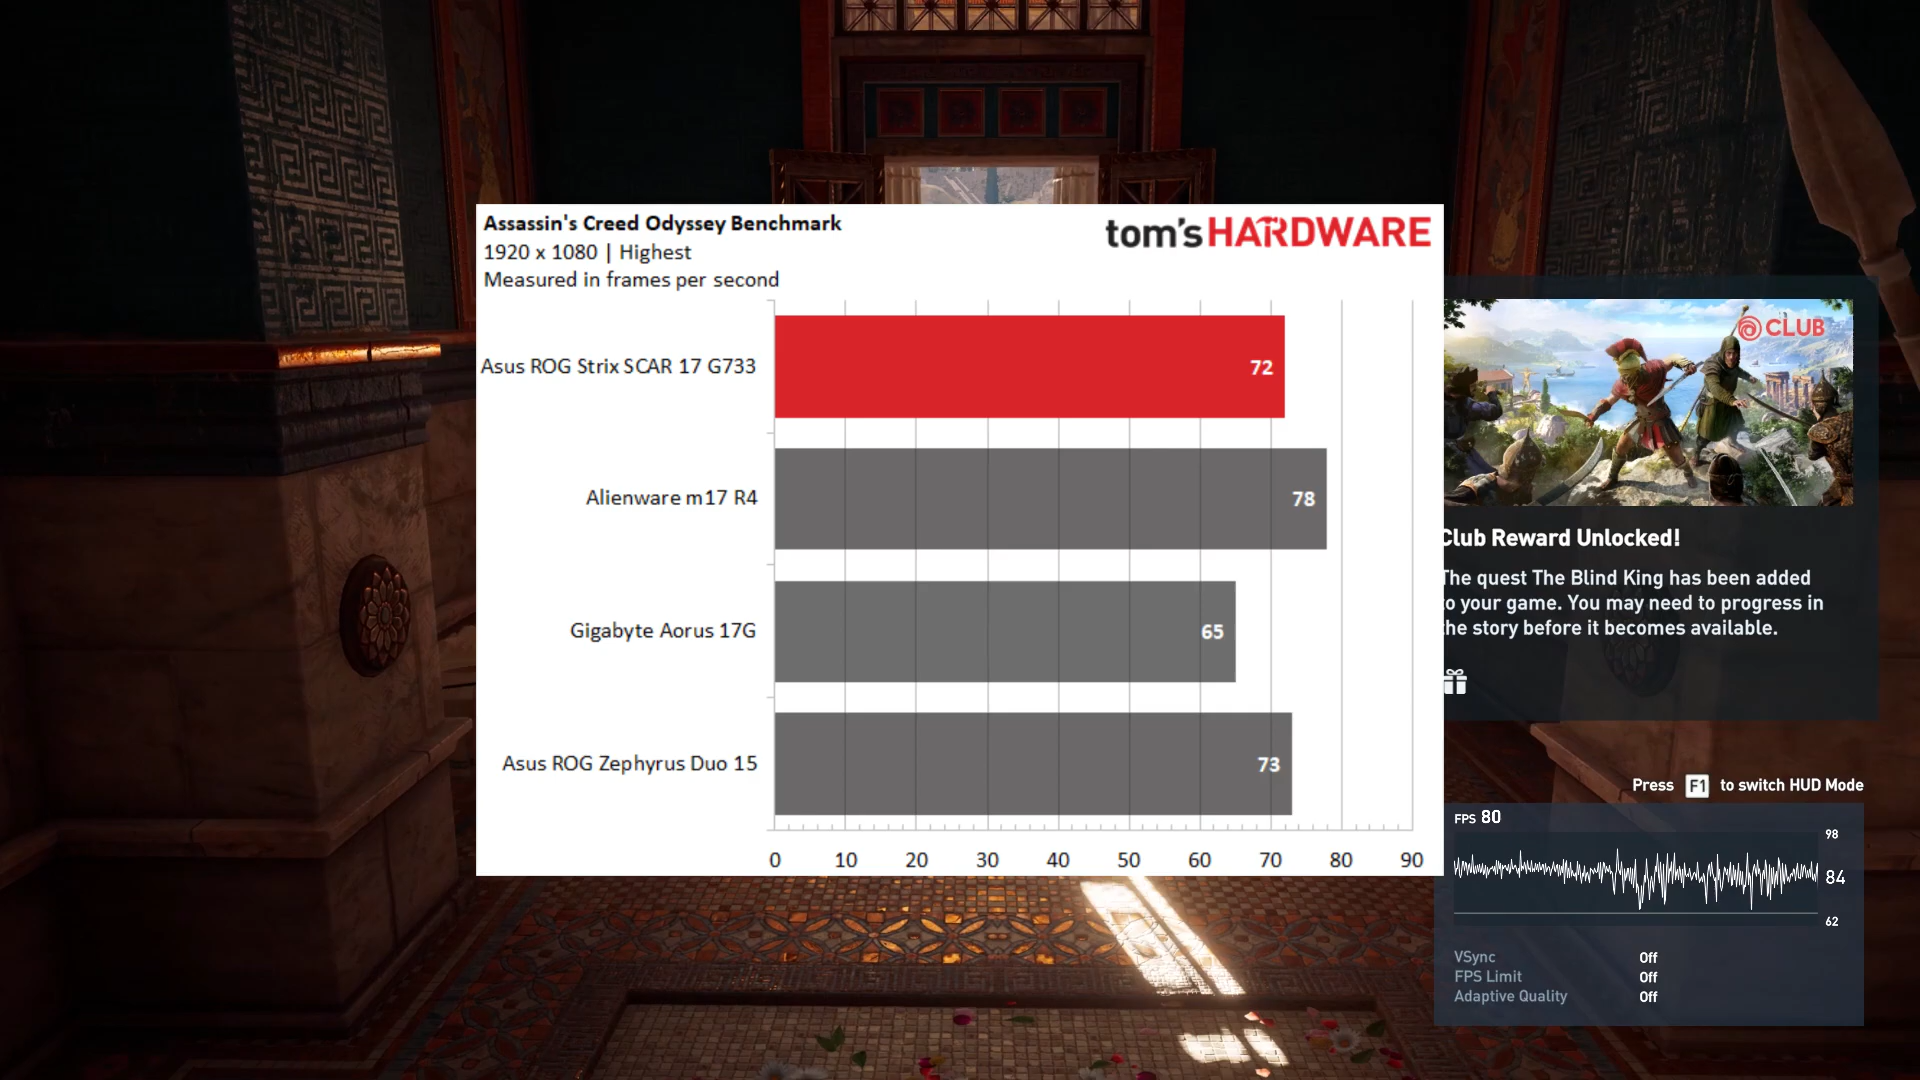 Assassin's Creed Odyssey Benchmark
1920 x 1080 | Highest
Measured in frames per second
tom's HARDWARE
Asus ROG Strix SCAR 17 G733
72
Alienware m17 R4
78
Gigabyte Aorus 17G
65
Asus ROG Zephyrus Duo 15
73
0 10 20 30 40 50 60 70 80 90
CLUB
Club Reward Unlocked!
The quest The Blind King has been added
to your game. You may need to progress in
the story before it becomes available.
Press F1 to switch HUD Mode
FPS 80
98
84
62
VSync Off
FPS Limit Off
Adaptive Quality Off